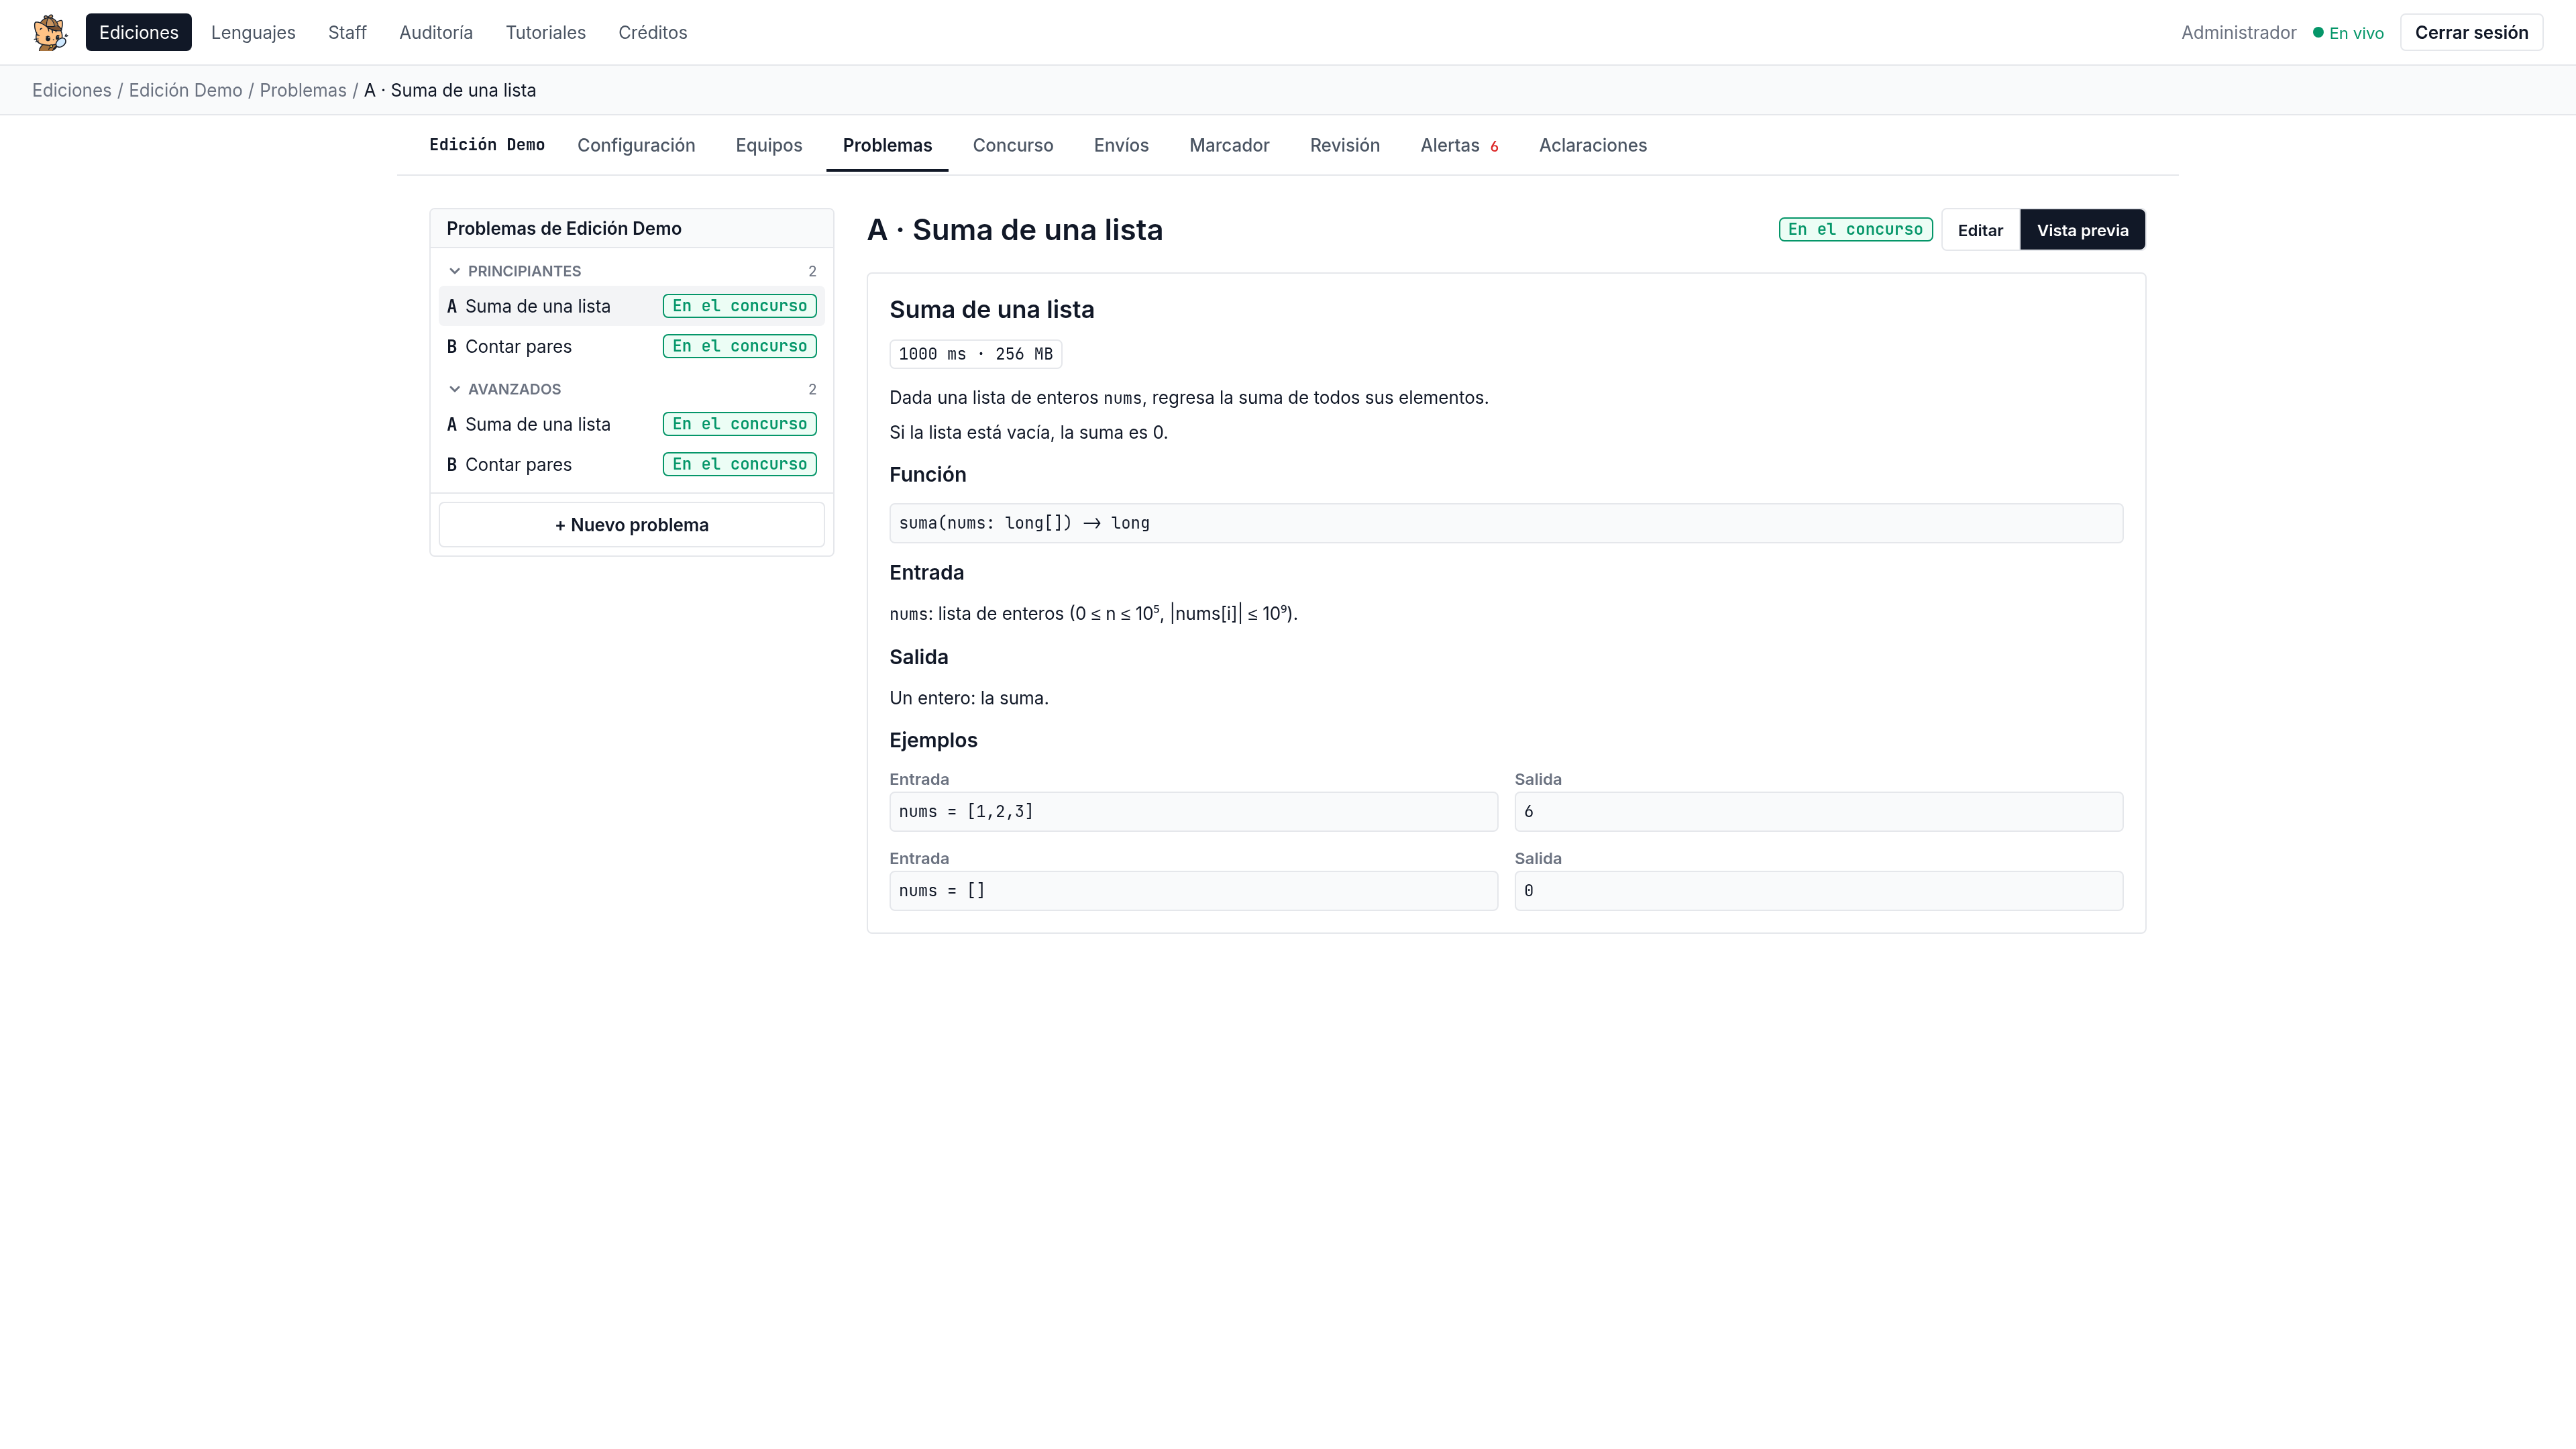 Ediciones Lenguajes Staff Auditoría Tutoriales Créditos Administrador En vivo Cerrar sesión
Ediciones / Edición Demo / Problemas / A · Suma de una lista
Edición Demo Configuración Equipos Problemas Concurso Envíos Marcador Revisión Alertas 6 Aclaraciones
Problemas de Edición Demo
PRINCIPIANTES 2
A Suma de una lista En el concurso
B Contar pares En el concurso
AVANZADOS 2
A Suma de una lista En el concurso
B Contar pares En el concurso
+ Nuevo problema
A · Suma de una lista En el concurso Editar Vista previa
Suma de una lista
1000 ms · 256 MB
Dada una lista de enteros nums, regresa la suma de todos sus elementos.
Si la lista está vacía, la suma es 0.
Función
suma(nums: long[]) -> long
Entrada
nums: lista de enteros (0 ≤ n ≤ 10⁵, |nums[i]| ≤ 10⁹).
Salida
Un entero: la suma.
Ejemplos
Entrada Salida
nums = [1,2,3] 6
Entrada Salida
nums = [] 0